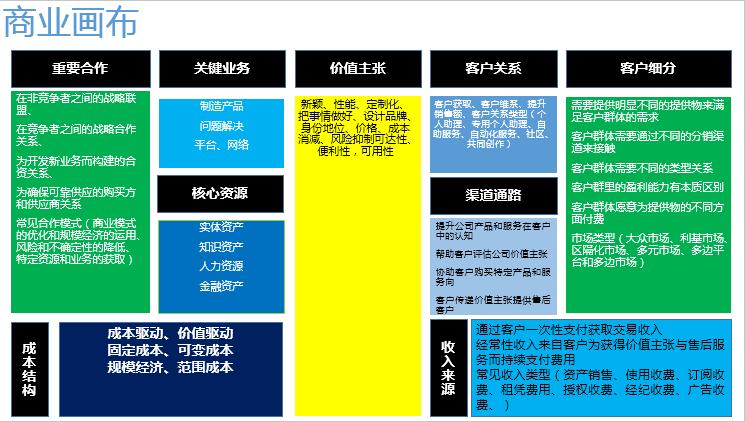 商业画布
重要合作
在非竞争者之间的战略联
盟、
在竞争者之间的战略合作
关系、
为开发新业务而构建的合
资关系、
为确保可靠供应的购买方
和供应商关系
常见合作模式（商业模式
的优化和规模经济的运用、
风险和不确定性的降低、
特定资源和业务的获取）
关键业务
制造产品
问题解决
平台、网络
核心资源
实体资产
知识资产
人力资源
金融资产
价值主张
新颖、性能、定制化、
把事情做好、设计品牌、
身份地位、价格、成本
消减、风险抑制可达性、
便利性，可用性
客户关系
客户获取、客户维系、提升
销售额、客户关系类型（个
人助理、专用个人助理、自
助服务、自动化服务、社区、
共同创作）
渠道通路
提升公司产品和服务在客户
中的认知
帮助客户评估公司价值主张
协助客户购买特定产品和服
务向
客户传递价值主张提供售后
客户
客户细分
需要提供明显不同的提供物来满
足客户群体的需求
客户群体需要通过不同的分销渠
道来接触
客户群体需要不同的类型关系
客户群里的盈利能力有本质区别
客户群体愿意为提供物的不同方
面付费
市场类型（大众市场、利基市场、
区隔化市场、多元市场、多边平
台和多边市场）
成
本
结
构
成本驱动、价值驱动
固定成本、可变成本
规模经济、范围成本
收
入
来
源
通过客户一次性支付获取交易收入
经常性收入来自客户为获得价值主张与售后服
务而持续支付费用
常见收入类型（资产销售、使用收费、订阅收
费、租赁费用、授权收费、经纪收费、广告收
费、）